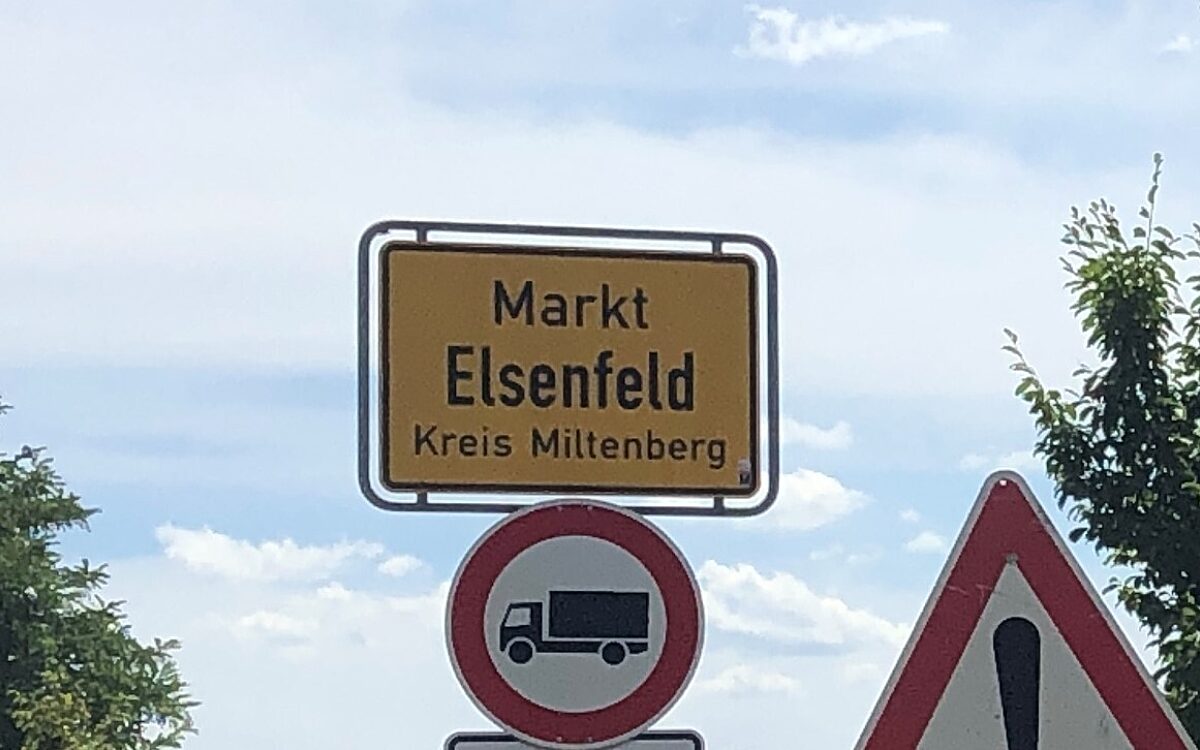 Markt
Elsenfeld
Kreis Miltenberg